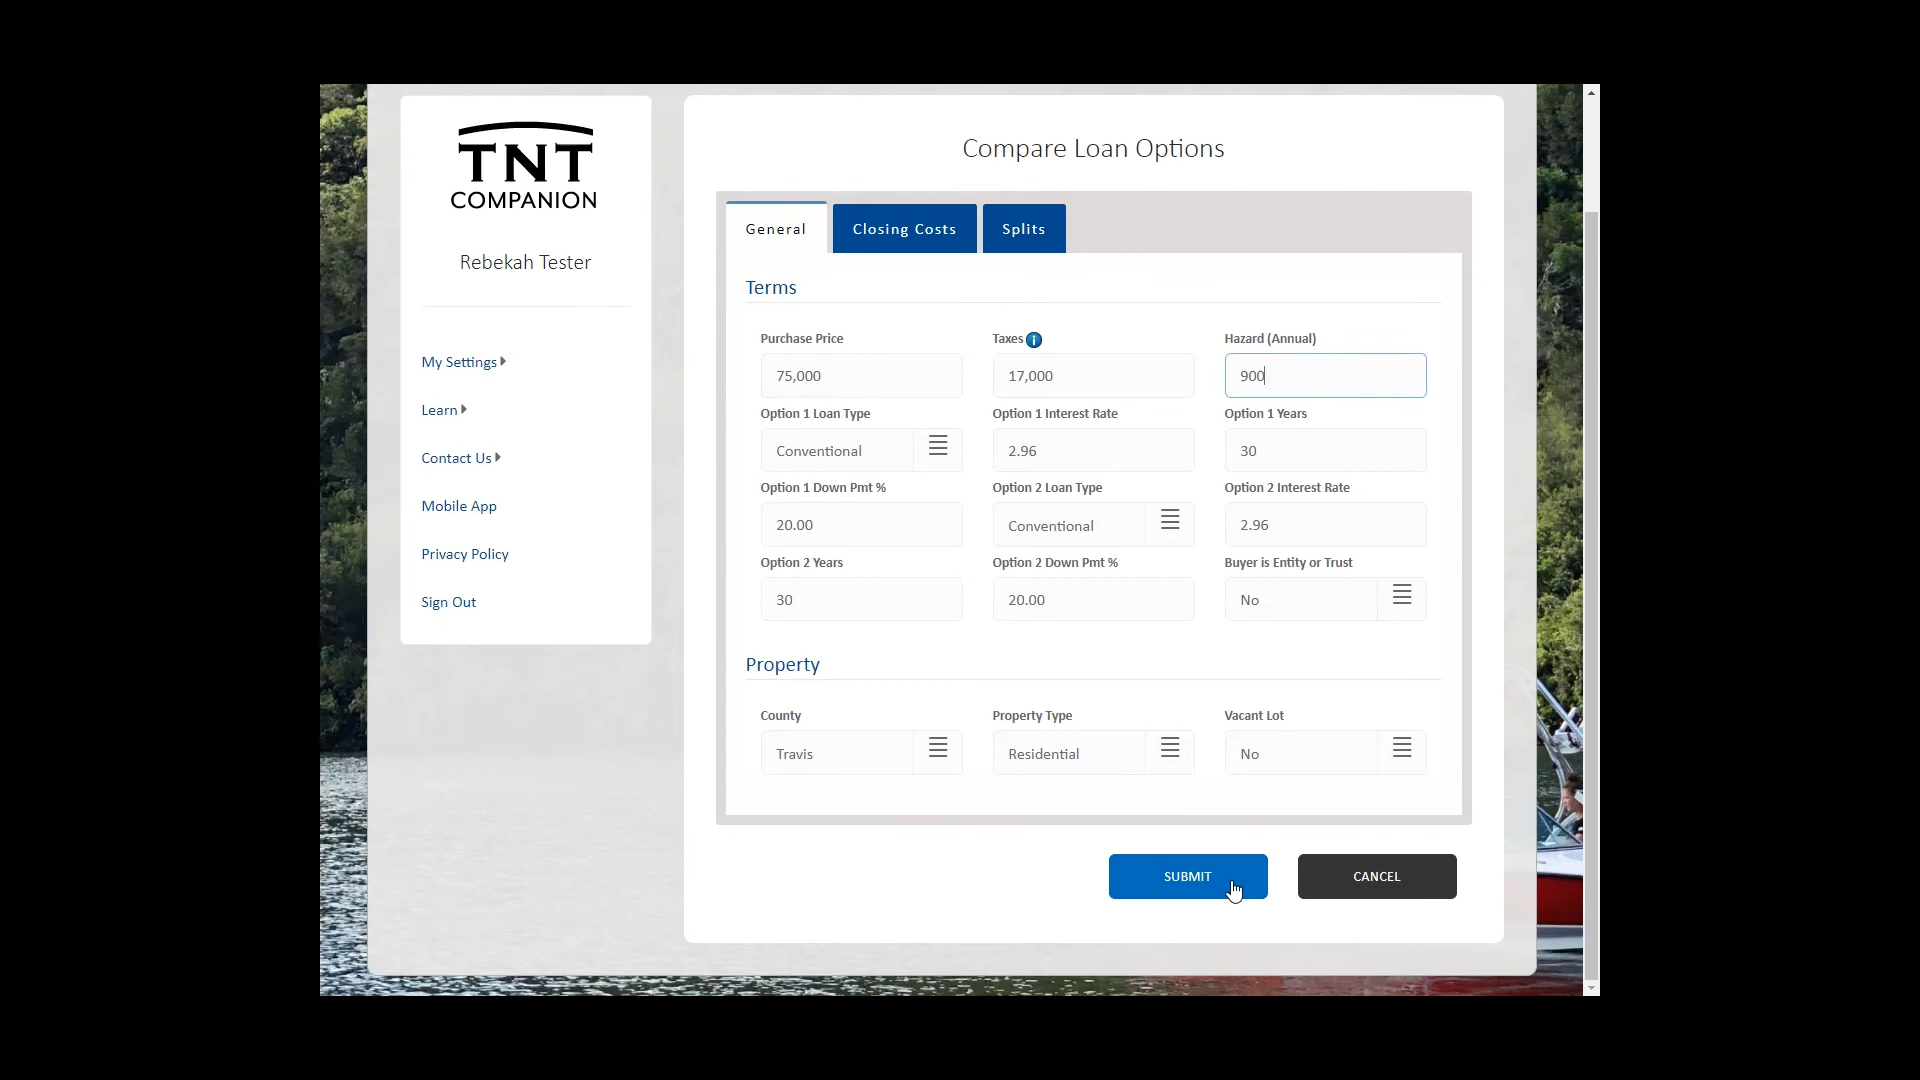 TNT
COMPANION
Rebekah Tester
My Settings
Learn
Contact Us
Mobile App
Privacy Policy
Sign Out
Compare Loan Options
General Closing Costs Splits
Terms
Purchase Price Taxes i Hazard (Annual)
75,000 17,000 900
Option 1 Loan Type Option 1 Interest Rate Option 1 Years
Conventional 2.96 30
Option 1 Down Pmt % Option 2 Loan Type Option 2 Interest Rate
20.00 Conventional 2.96
Option 2 Years Option 2 Down Pmt % Buyer is Entity or Trust
30 20.00 No
Property
County Property Type Vacant Lot
Travis Residential No
SUBMIT CANCEL